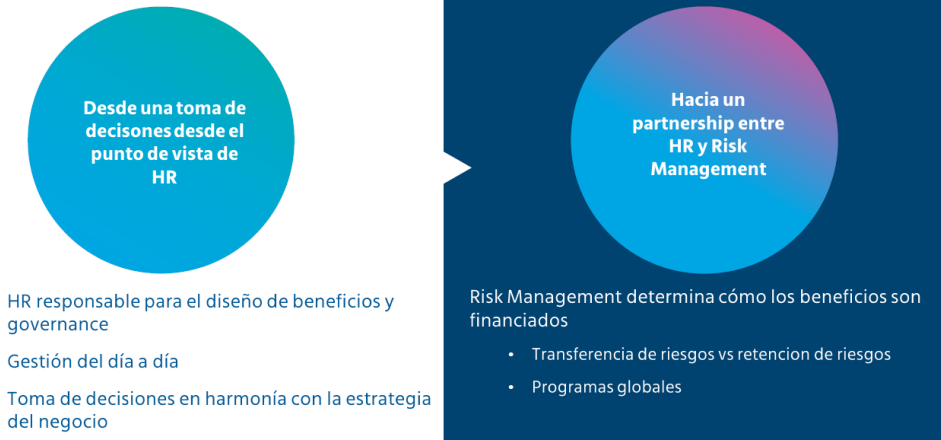 Desde una toma de
decisones desde el
punto de vista de
HR
HR responsable para el diseño de beneficios y
governance
Gestión del día a día
Toma de decisiones en harmonía con la estrategia
del negocio
Hacia un
partnership entre
HR y Risk
Management
Risk Management determina cómo los beneficios son
financiados
• Transferencia de riesgos vs retencion de riesgos
• Programas globales